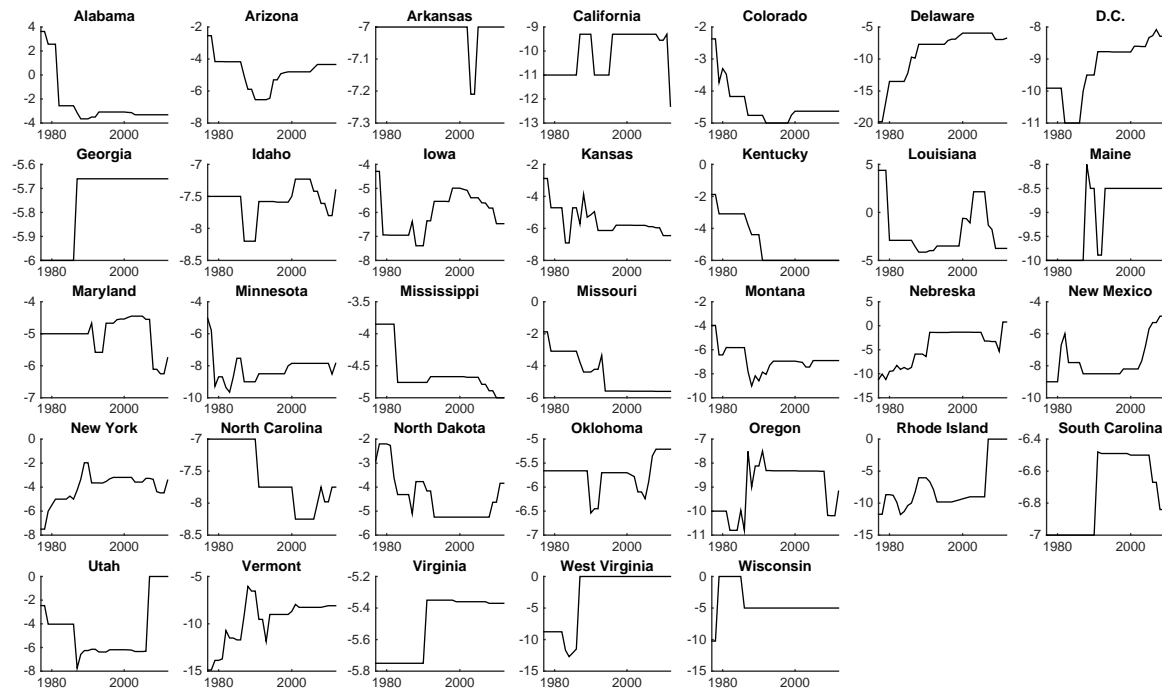 Alabama Arizona Arkansas California Colorado Delaware D.C.
4 -2 -7 -9 -2 -5 -8
2 -3 -7.1 -10 -3 -10 -9
0 -4 -7.2 -11 -4 -15 -10
-2 -5 -7.3 -12 -5 -20 -11
-4 -6 -13
-7
1980 2000 1980 2000 1980 2000 1980 2000 1980 2000 1980 2000 1980 2000
Georgia Idaho Iowa Kansas Kentucky Louisiana Maine
-5.6 -7 -4 -2 0 5 -8
-5.7 -7.5 -5 -4 -2 0 -8.5
-5.8 -8 -6 -6 -4 -5 -9
-5.9 -8.5 -7 -8 -6 -9.5
-6 -8 -10
1980 2000 1980 2000 1980 2000 1980 2000 1980 2000 1980 2000 1980 2000
Maryland Minnesota Mississippi Missouri Montana Nebreska New Mexico
-4 -4 -3.5 0 -2 5 -4
-5 -6 -4 -2 -4 0 -6
-6 -8 -4.5 -4 -6 -5 -8
-7 -10 -5 -6 -8 -10 -10
-10 -15
1980 2000 1980 2000 1980 2000 1980 2000 1980 2000 1980 2000 1980 2000
New York North Carolina North Dakota Oklohoma Oregon Rhode Island South Carolina
0 -7 -2 -5 -7 0 -6.4
-2 -7.5 -3 -5.5 -8 -5 -6.6
-4 -8 -4 -6 -9 -10 -6.8
-6 -8.5 -5 -6.5 -10 -15 -7
-8 -6 -7 -11
1980 2000 1980 2000 1980 2000 1980 2000 1980 2000 1980 2000 1980 2000
Utah Vermont Virginia West Virginia Wisconsin
0 -5 -5.2 0 0
-2 -10 -5.4 -5 -5
-4 -15 -5.6 -10 -10
-6 -5.8 -15 -15
-8
1980 2000 1980 2000 1980 2000 1980 2000 1980 2000